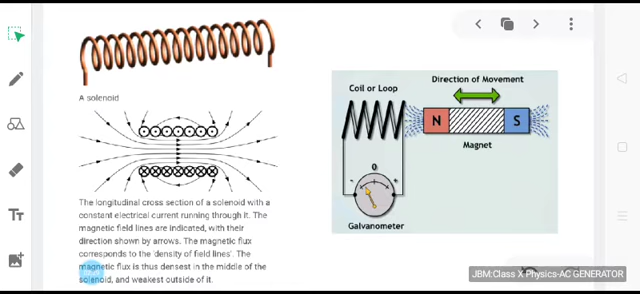 A solenoid
The longitudinal cross section of a solenoid with a
constant electrical current running through it. The
magnetic field lines are indicated, with their
direction shown by arrows. The magnetic flux
corresponds to the 'density of field lines'. The
magnetic flux is thus densest in the middle of the
solenoid, and weakest outside of it.
Direction of Movement
Coil or Loop
N
S
Magnet
0
- +
Galvanometer
Tт
JBM:Class X Physics-AC GENERATOR